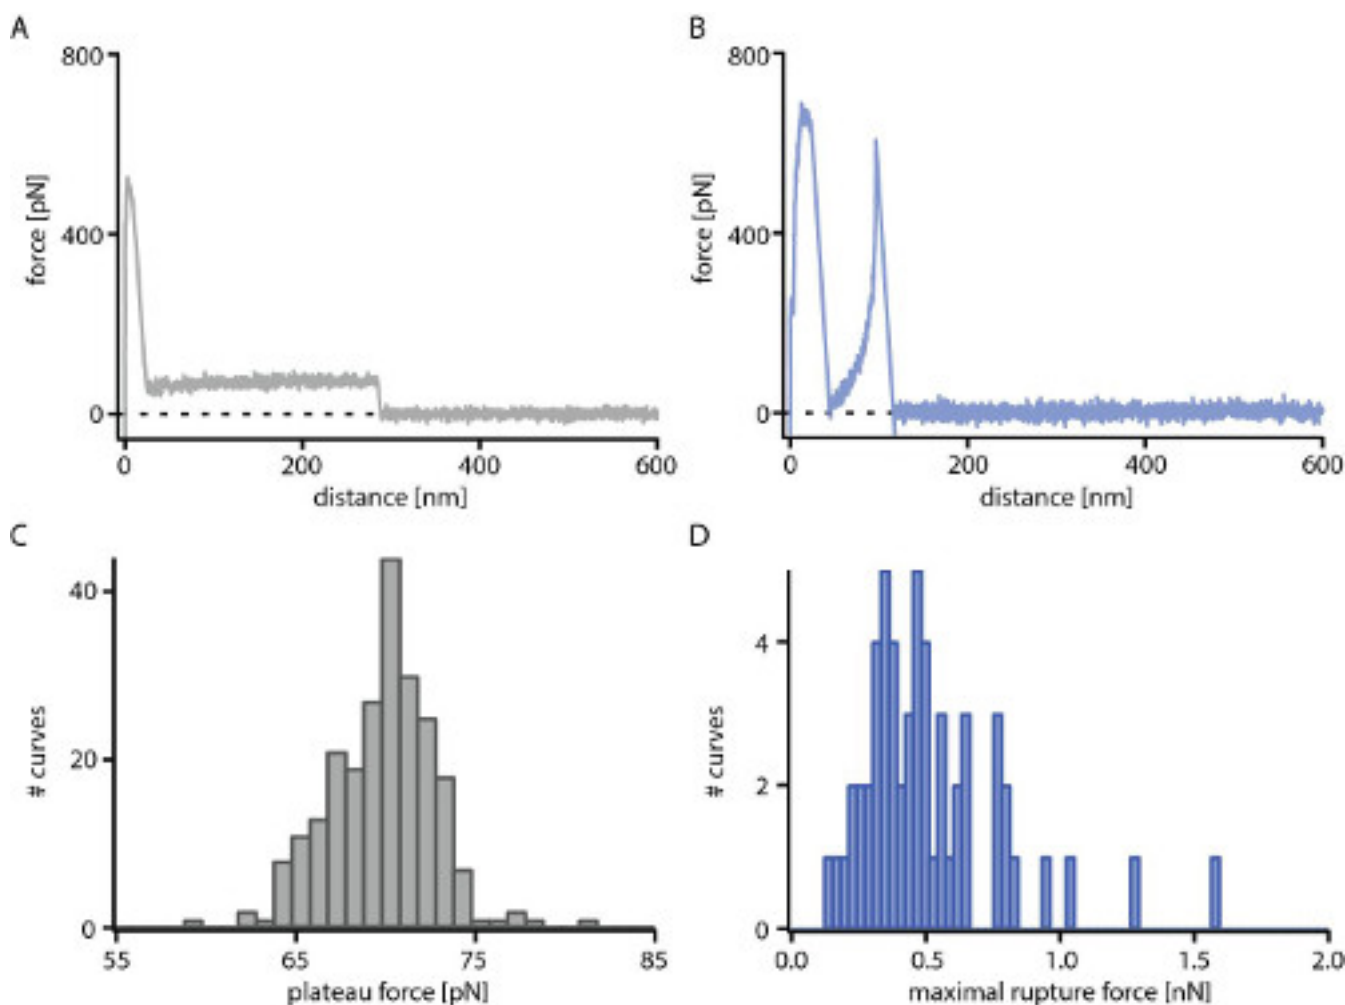 A
800
400
0
force [pN]
0
200
400
600
distance [nm]
B
800
400
0
force [pN]
0
200
400
600
distance [nm]
C
40
20
0
# curves
55
65
75
85
plateau force [pN]
D
4
2
0
# curves
0.0
0.5
1.0
1.5
2.0
maximal rupture force [nN]